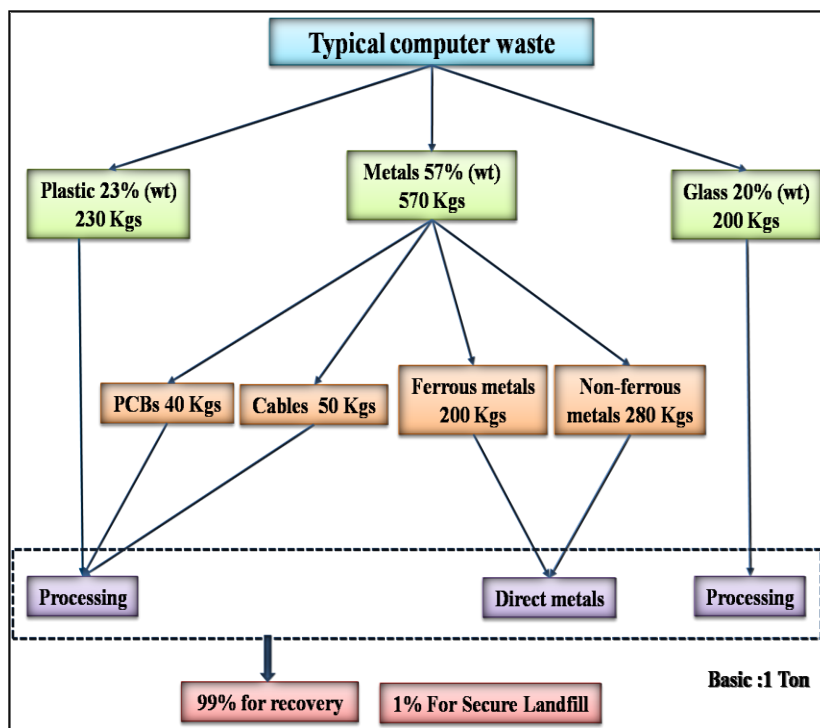 Typical computer waste
Plastic 23% (wt)
230 Kgs
Metals 57% (wt)
570 Kgs
Glass 20% (wt)
200 Kgs
PCBs 40 Kgs
Cables 50 Kgs
Ferrous metals
200 Kgs
Non-ferrous
metals 280 Kgs
Processing
Direct metals
Processing
Basic :1 Ton
99% for recovery
1% For Secure Landfill